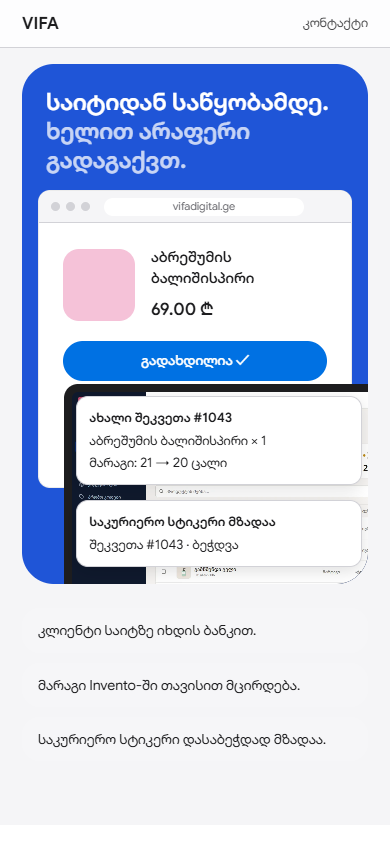 VIFA
კონტაქტი
საიტიდან საწყობამდე.
ხელით არაფერი
გადაგაქვთ.
vifadigital.ge
აბრეშუმის
ბალიშისპირი
69.00 ₾
გადახდილია ✓
ახალი შეკვეთა #1043
აბრეშუმის ბალიშისპირი × 1
მარაგი: 21 → 20 ცალი
საკურიერო სტიკერი მზადაა
შეკვეთა #1043 · ბეჭდვა
კლიენტი საიტზე იხდის ბანკით.
მარაგი Invento-ში თავისით მცირდება.
საკურიერო სტიკერი დასაბეჭდად მზადაა.